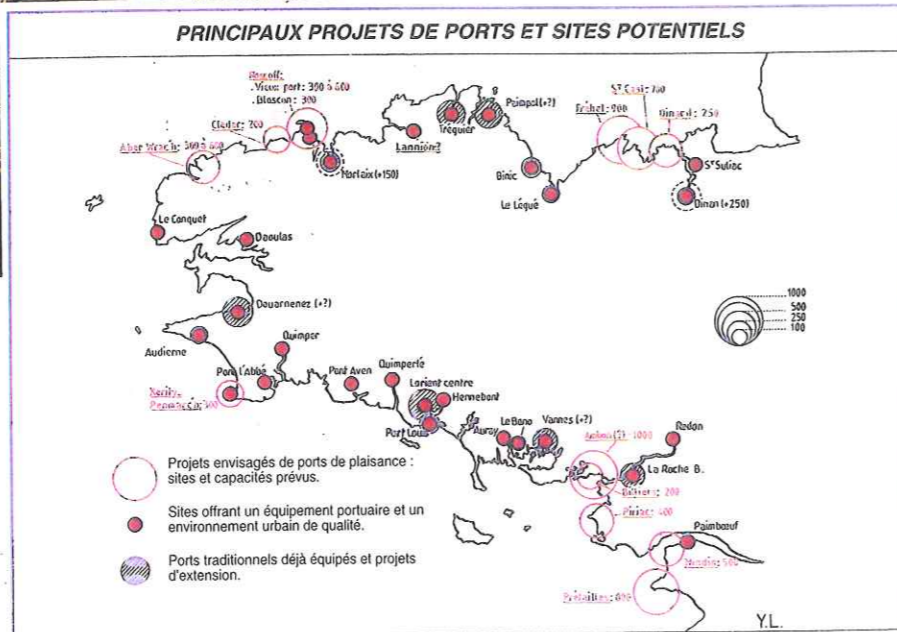 PRINCIPAUX PROJETS DE PORTS ET SITES POTENTIELS
Roscoff:
. Vieux port: 300 à 600
. Bloscon: 300
Cléder: 200
Aber Wrac'h: 300 à 600
Morlaix (+150)
Lannion?
Tréguier
Paimpol (+?)
Binic
Le Légué
Fréhel: 900
St Cast: 700
Dinard: 250
St Suliac
Dinan (+250)
Le Conquet
Daoulas
Douarnenez (+?)
Audierne
Pont l'Abbé
Quimper
Pont Aven
Quimperlé
Lorient centre
Hennebont
Port Louis
Auray
Le Bono
Vannes (+?)
: 1000
Redon
La Roche B.
Billiers: 200
Piriac: 400
Paimbœuf
: 500
Préfailles: 800
1000
500
250
100
Projets envisagés de ports de plaisance :
sites et capacités prévus.
Sites offrant un équipement portuaire et un
environnement urbain de qualité.
Ports traditionnels déjà équipés et projets
d'extension.
Y.L.